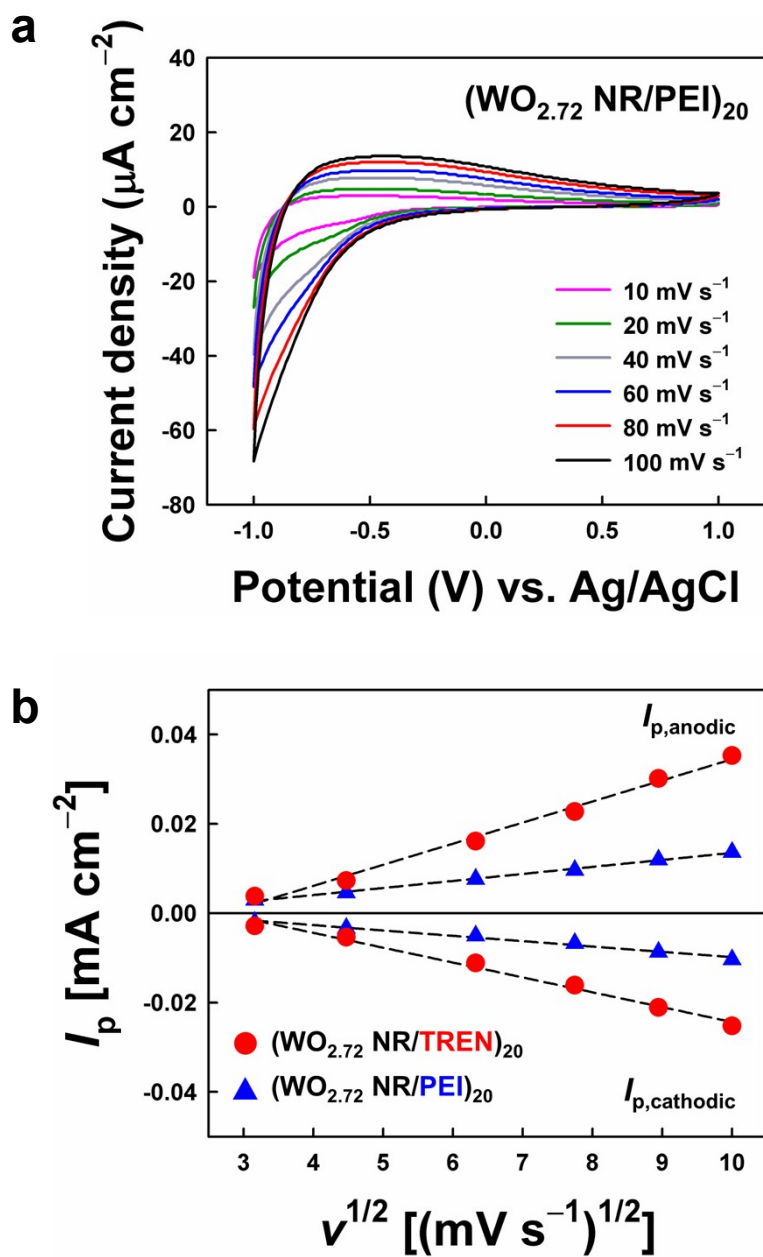 a
Current density (μA cm−2)
40
20
0
-20
-40
-60
-80
(WO2.72 NR/PEI)20
10 mV s−1
20 mV s−1
40 mV s−1
60 mV s−1
80 mV s−1
100 mV s−1
-1.0 -0.5 0.0 0.5 1.0
Potential (V) vs. Ag/AgCl
b
Ip [mA cm−2]
0.04
0.02
0.00
-0.02
-0.04
Ip,anodic
(WO2.72 NR/TREN)20
(WO2.72 NR/PEI)20
Ip,cathodic
3 4 5 6 7 8 9 10
v1/2 [(mV s−1)1/2]